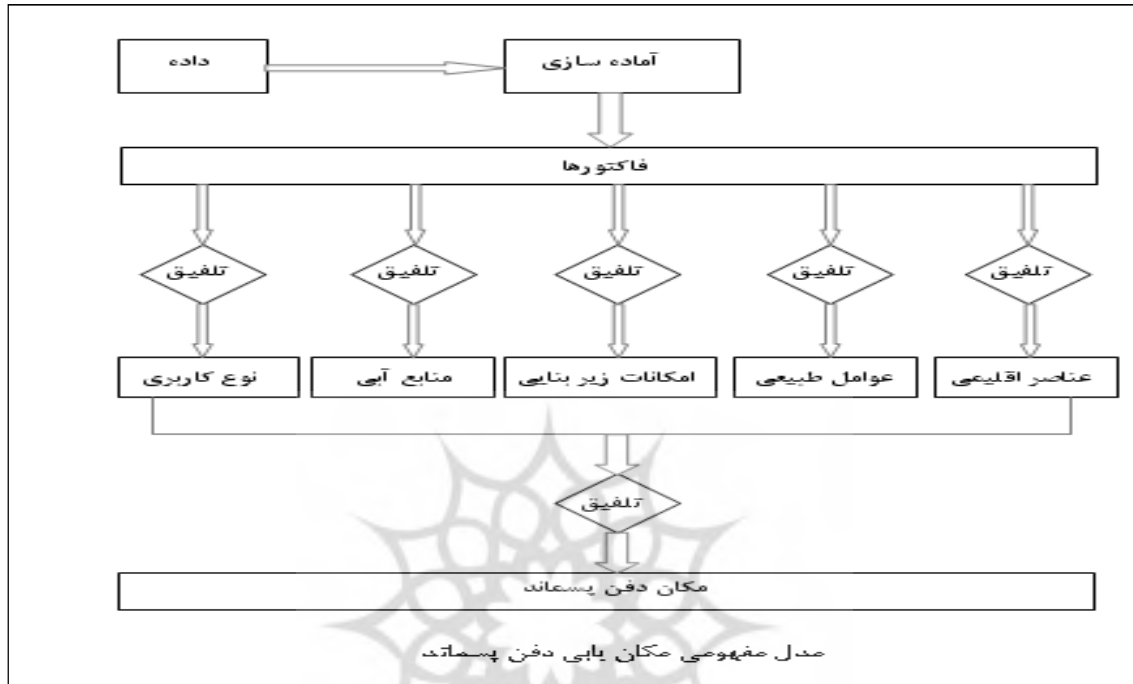 داده
آماده سازی
فاکتورها
تلفیق
تلفیق
تلفیق
تلفیق
تلفیق
عناصر اقلیمی
عوامل طبیعی
امکانات زیر بنایی
منابع آبی
نوع کاربری
تلفیق
مکان دفن پسماند
مدل مفهومی مکان یابی دفن پسماند